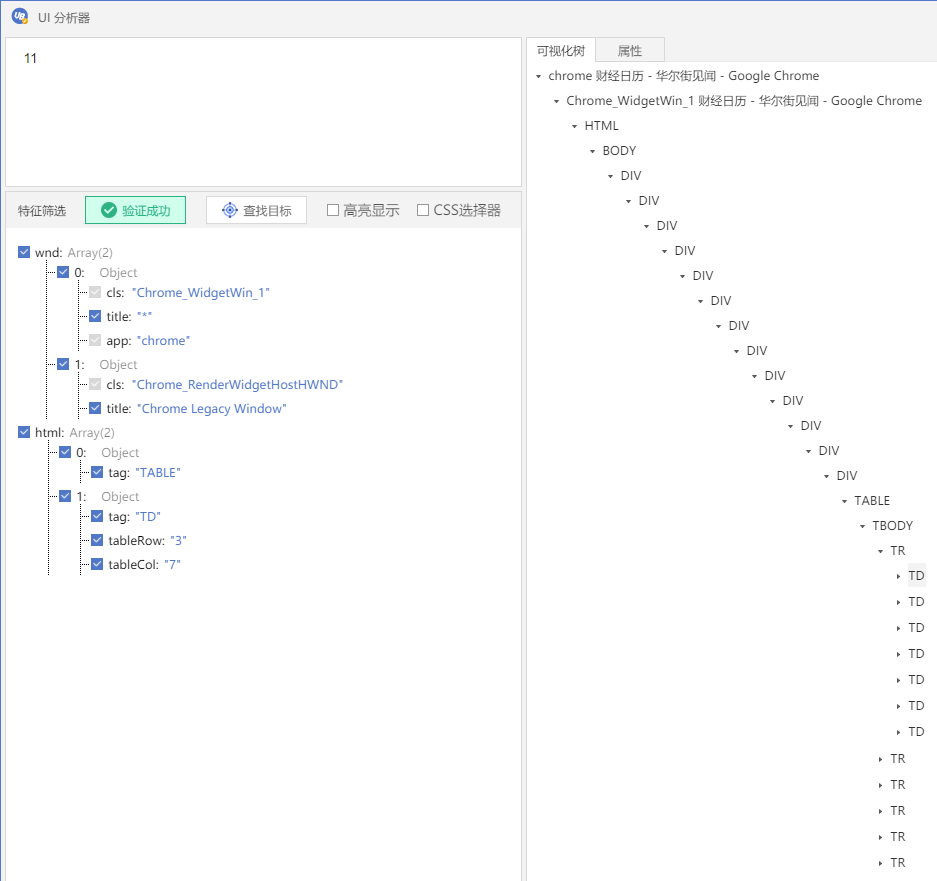 UB
UI 分析器
11
特征筛选
验证成功
查找目标
高亮显示
CSS选择器
wnd: Array(2)
0: Object
cls: "Chrome_WidgetWin_1"
title: "*"
app: "chrome"
1: Object
cls: "Chrome_RenderWidgetHostHWND"
title: "Chrome Legacy Window"
html: Array(2)
0: Object
tag: "TABLE"
1: Object
tag: "TD"
tableRow: "3"
tableCol: "7"
可视化树
属性
chrome 财经日历 - 华尔街见闻 - Google Chrome
Chrome_WidgetWin_1 财经日历 - 华尔街见闻 - Google Chrome
HTML
BODY
DIV
DIV
DIV
DIV
DIV
DIV
DIV
DIV
DIV
DIV
DIV
DIV
DIV
TABLE
TBODY
TR
TD
TD
TD
TD
TD
TD
TD
TR
TR
TR
TR
TR